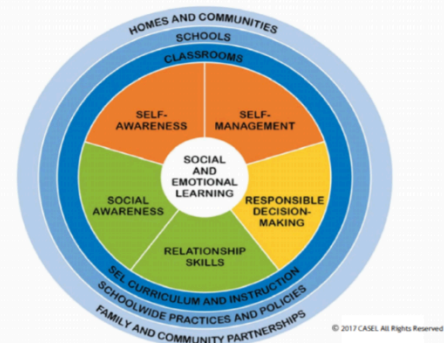 HOMES AND COMMUNITIES
SCHOOLS
CLASSROOMS
SELF-
AWARENESS
SELF-
MANAGEMENT
SOCIAL
AND
EMOTIONAL
LEARNING
SOCIAL
AWARENESS
RESPONSIBLE
DECISION-
MAKING
RELATIONSHIP
SKILLS
SEL CURRICULUM AND INSTRUCTION
SCHOOLWIDE PRACTICES AND POLICIES
FAMILY AND COMMUNITY PARTNERSHIPS
© 2017 CASEL All Rights Reserved